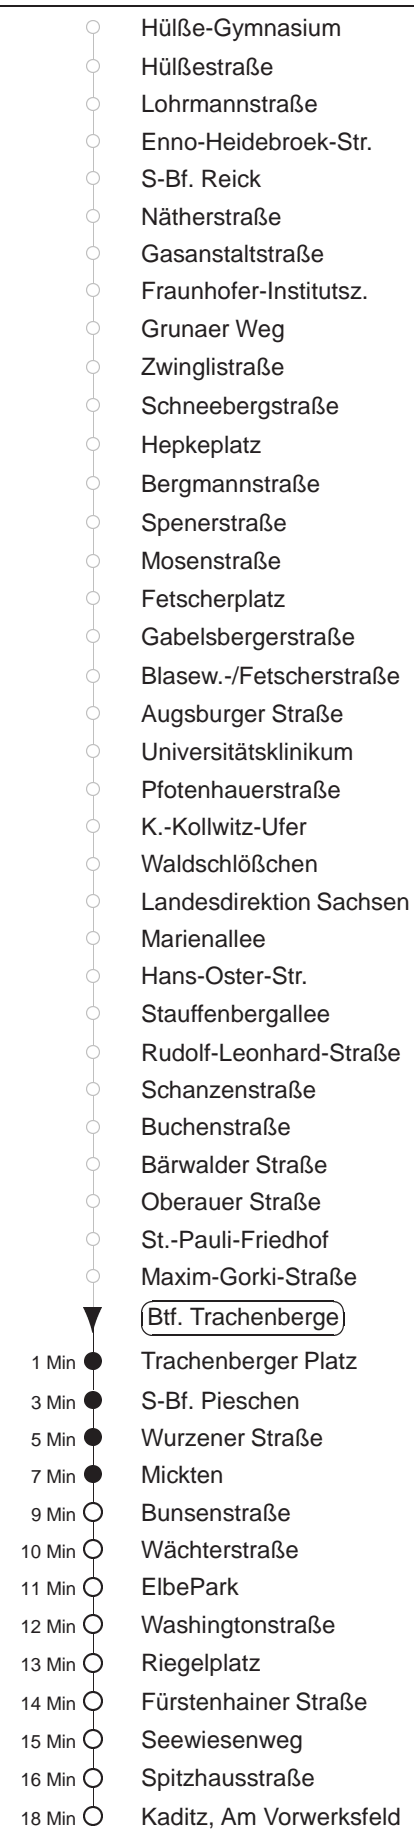 Hülße-Gymnasium
Hülßestraße
Lohrmannstraße
Enno-Heidebroek-Str.
S-Bf. Reick
Nätherstraße
Gasanstaltstraße
Fraunhofer-Institutsz.
Grunaer Weg
Zwinglistraße
Schneebergstraße
Hepkeplatz
Bergmannstraße
Spenerstraße
Mosenstraße
Fetscherplatz
Gabelsbergerstraße
Blasew.-/Fetscherstraße
Augsburger Straße
Universitätsklinikum
Pfotenhauerstraße
K.-Kollwitz-Ufer
Waldschlößchen
Landesdirektion Sachsen
Marienallee
Hans-Oster-Str.
Stauffenbergallee
Rudolf-Leonhard-Straße
Schanzenstraße
Buchenstraße
Bärwalder Straße
Oberauer Straße
St.-Pauli-Friedhof
Maxim-Gorki-Straße
Btf. Trachenberge
1 Min Trachenberger Platz
3 Min S-Bf. Pieschen
5 Min Wurzener Straße
7 Min Mickten
9 Min Bunsenstraße
10 Min Wächterstraße
11 Min ElbePark
12 Min Washingtonstraße
13 Min Riegelplatz
14 Min Fürstenhainer Straße
15 Min Seewiesenweg
16 Min Spitzhausstraße
18 Min Kaditz, Am Vorwerksfeld